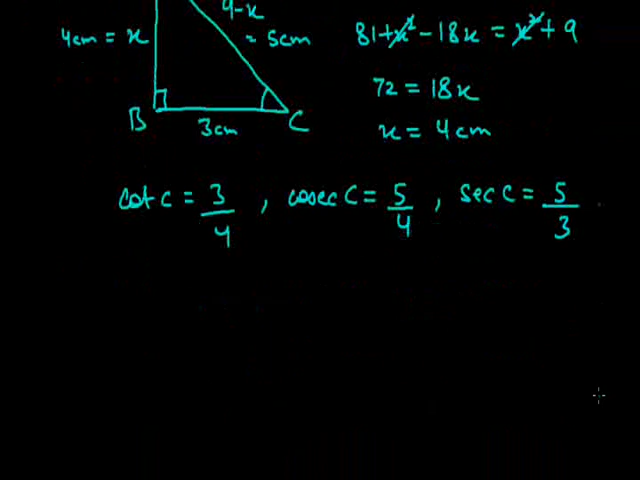 9-x
4cm = x
= 5cm
81+x² - 18x = x² + 9
72 = 18x
B
3cm
C
x = 4cm
cot C = 3/4 , cosec C = 5/4 , sec C = 5/3